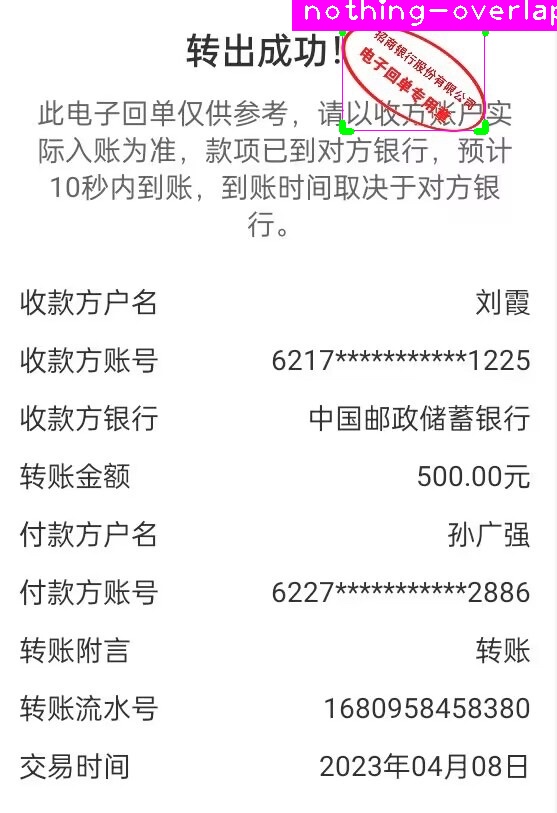 nothing-overlap
转出成功！
招商银行股份有限公司
电子回单专用章
此电子回单仅供参考，请以收方账户实
际入账为准，款项已到对方银行，预计
10秒内到账，到账时间取决于对方银
行。
收款方户名 刘霞
收款方账号 6217***********1225
收款方银行 中国邮政储蓄银行
转账金额 500.00元
付款方户名 孙广强
付款方账号 6227***********2886
转账附言 转账
转账流水号 1680958458380
交易时间 2023年04月08日